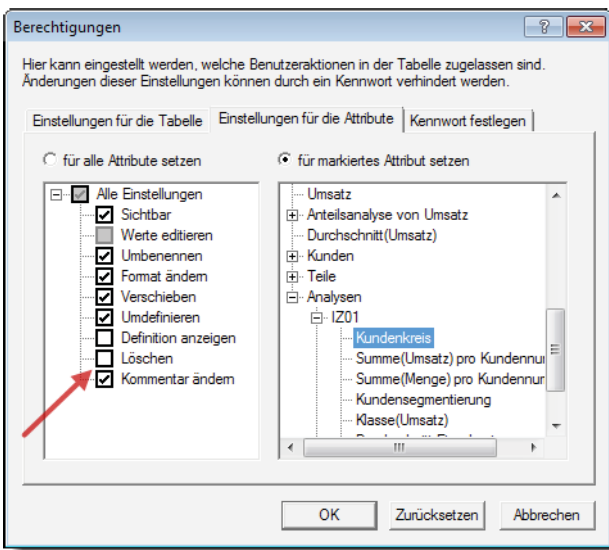 Berechtigungen
Hier kann eingestellt werden, welche Benutzeraktionen in der Tabelle zugelassen sind.
Änderungen dieser Einstellungen können durch ein Kennwort verhindert werden.
Einstellungen für die Tabelle Einstellungen für die Attribute Kennwort festlegen
für alle Attribute setzen
für markiertes Attribut setzen
Alle Einstellungen
Sichtbar
Werte editieren
Umbenennen
Format ändern
Verschieben
Umdefinieren
Definition anzeigen
Löschen
Kommentar ändern
Umsatz
Anteilsanalyse von Umsatz
Durchschnitt(Umsatz)
Kunden
Teile
Analysen
IZ01
Kundenkreis
Summe(Umsatz) pro Kundennu
Summe(Menge) pro Kundennur
Kundensegmentierung
Klasse(Umsatz)
OK Zurücksetzen Abbrechen